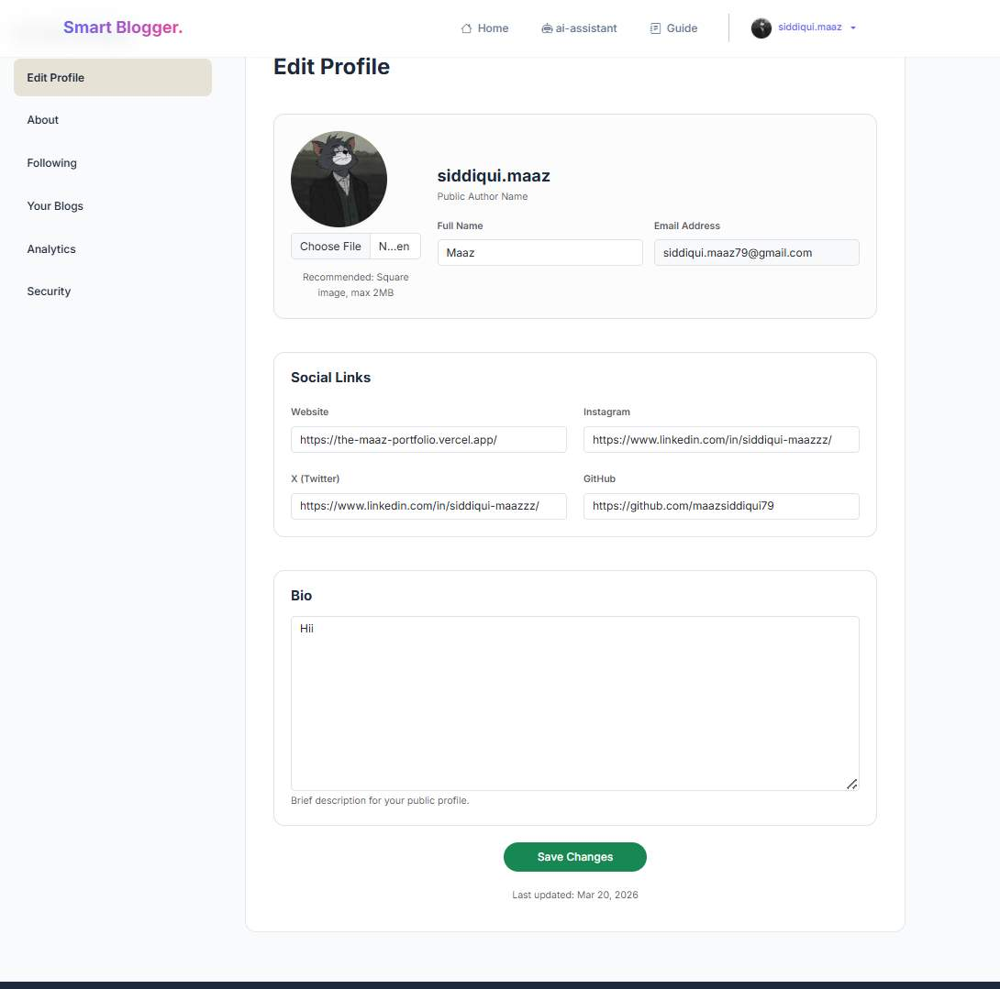 Smart Blogger.
Home
ai-assistant
Guide
siddiqui.maaz
Edit Profile
About
Following
Your Blogs
Analytics
Security
Edit Profile
Choose File N...en
Recommended: Square
image, max 2MB
siddiqui.maaz
Public Author Name
Full Name
Maaz
Email Address
siddiqui.maaz79@gmail.com
Social Links
Website
https://the-maaz-portfolio.vercel.app/
Instagram
https://www.linkedin.com/in/siddiqui-maazzz/
X (Twitter)
https://www.linkedin.com/in/siddiqui-maazzz/
GitHub
https://github.com/maazsiddiqui79
Bio
Hii
Brief description for your public profile.
Save Changes
Last updated: Mar 20, 2026